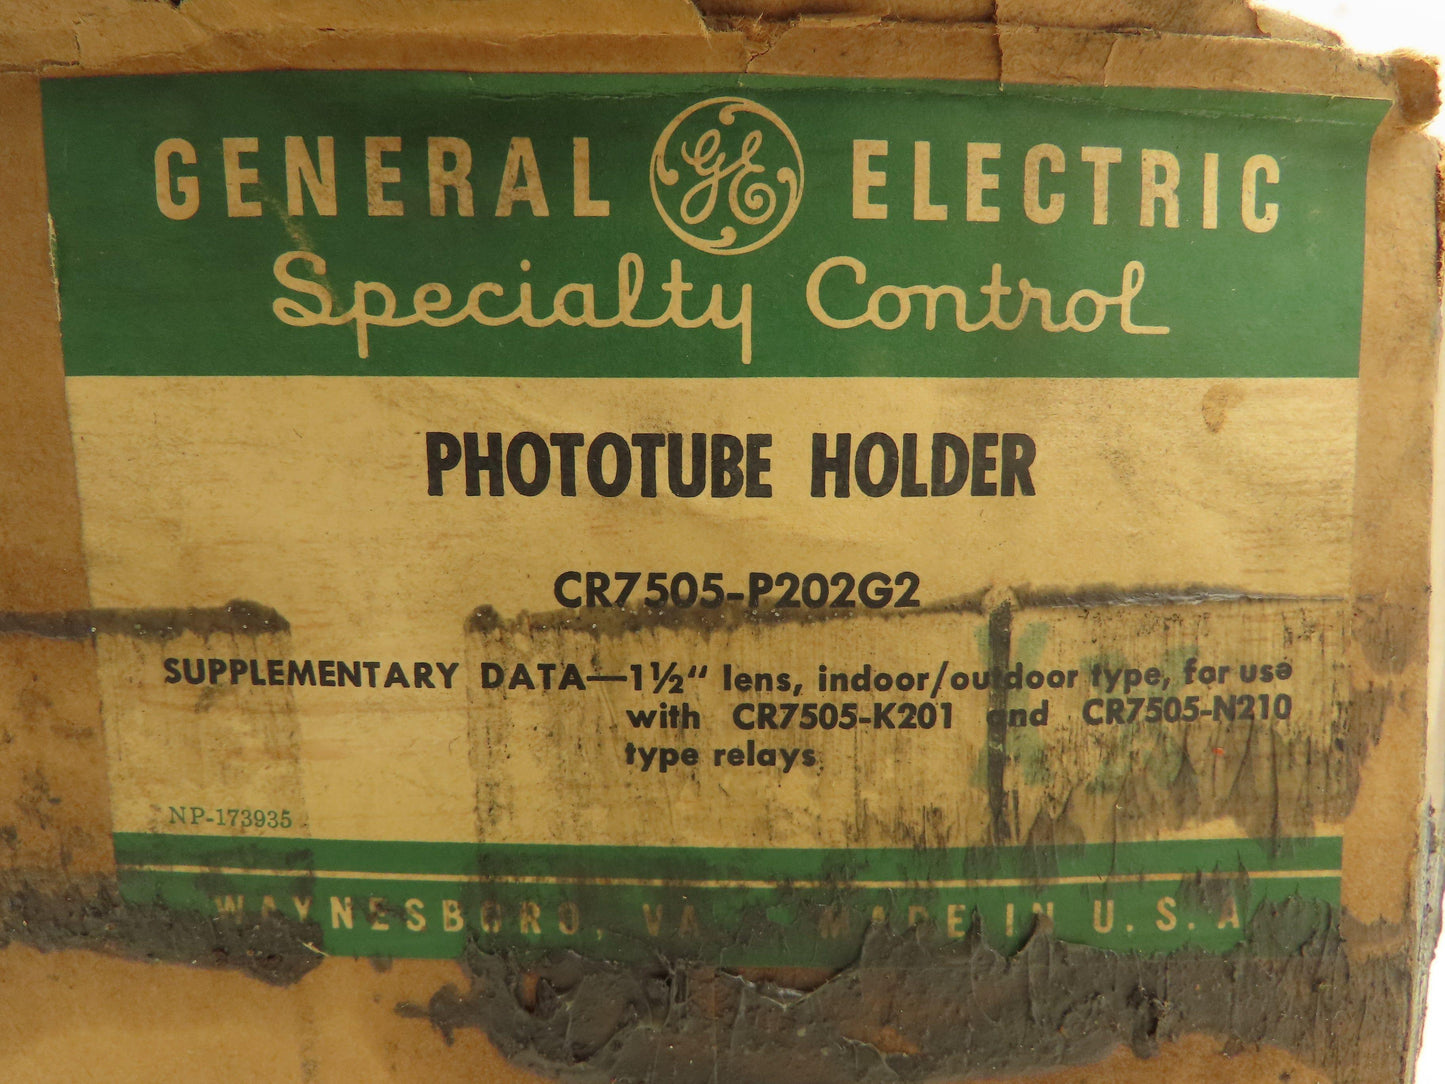 GENERAL GE ELECTRIC
Specialty Control
PHOTOTUBE HOLDER
CR7505-P202G2
SUPPLEMENTARY DATA—1½" lens, indoor/outdoor type, for use
with CR7505-K201 and CR7505-N210
type relays
NP-173935
WAYNESBORO, VA. MADE IN U.S.A